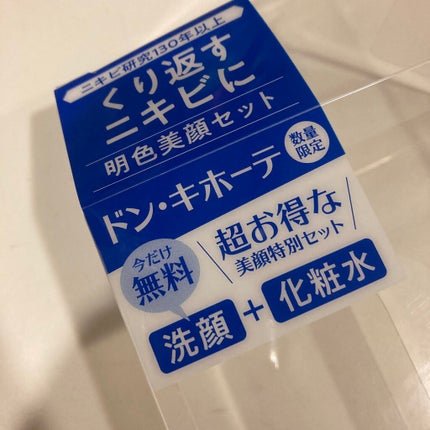 ニキビ研究130年以上
くり返す
ニキビに
明色美顔セット
数量
限定
ドン・キホーテ
今だけ
無料
超お得な
美顔特別セット
洗顔+化粧水